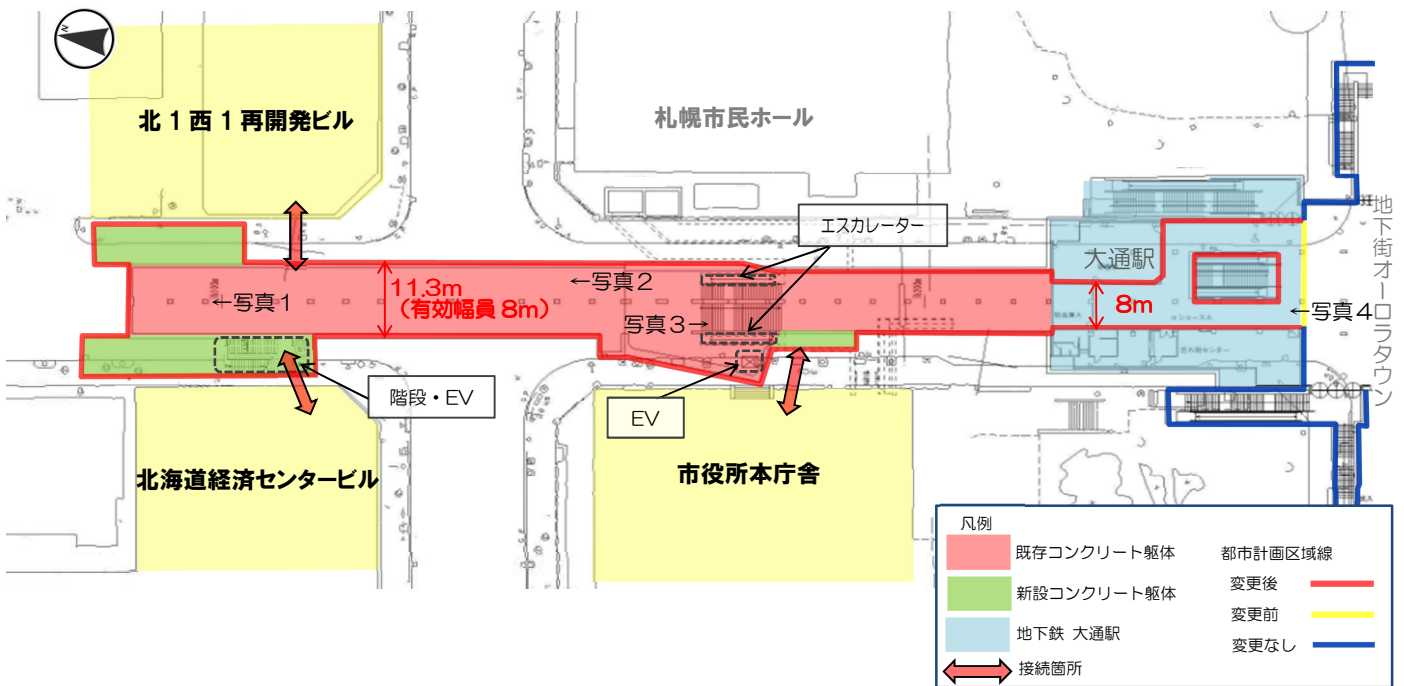 N
北1西1再開発ビル
札幌市民ホール
エスカレーター
大通駅
地下街オーロラタウン
←写真1
11.3m
(有効幅員 8m)
←写真2
写真3→
8m
←写真4
コンコースA
階段・EV
EV
北海道経済センタービル
市役所本庁舎
凡例
既存コンクリート躯体
新設コンクリート躯体
地下鉄 大通駅
接続箇所
都市計画区域線
変更後
変更前
変更なし